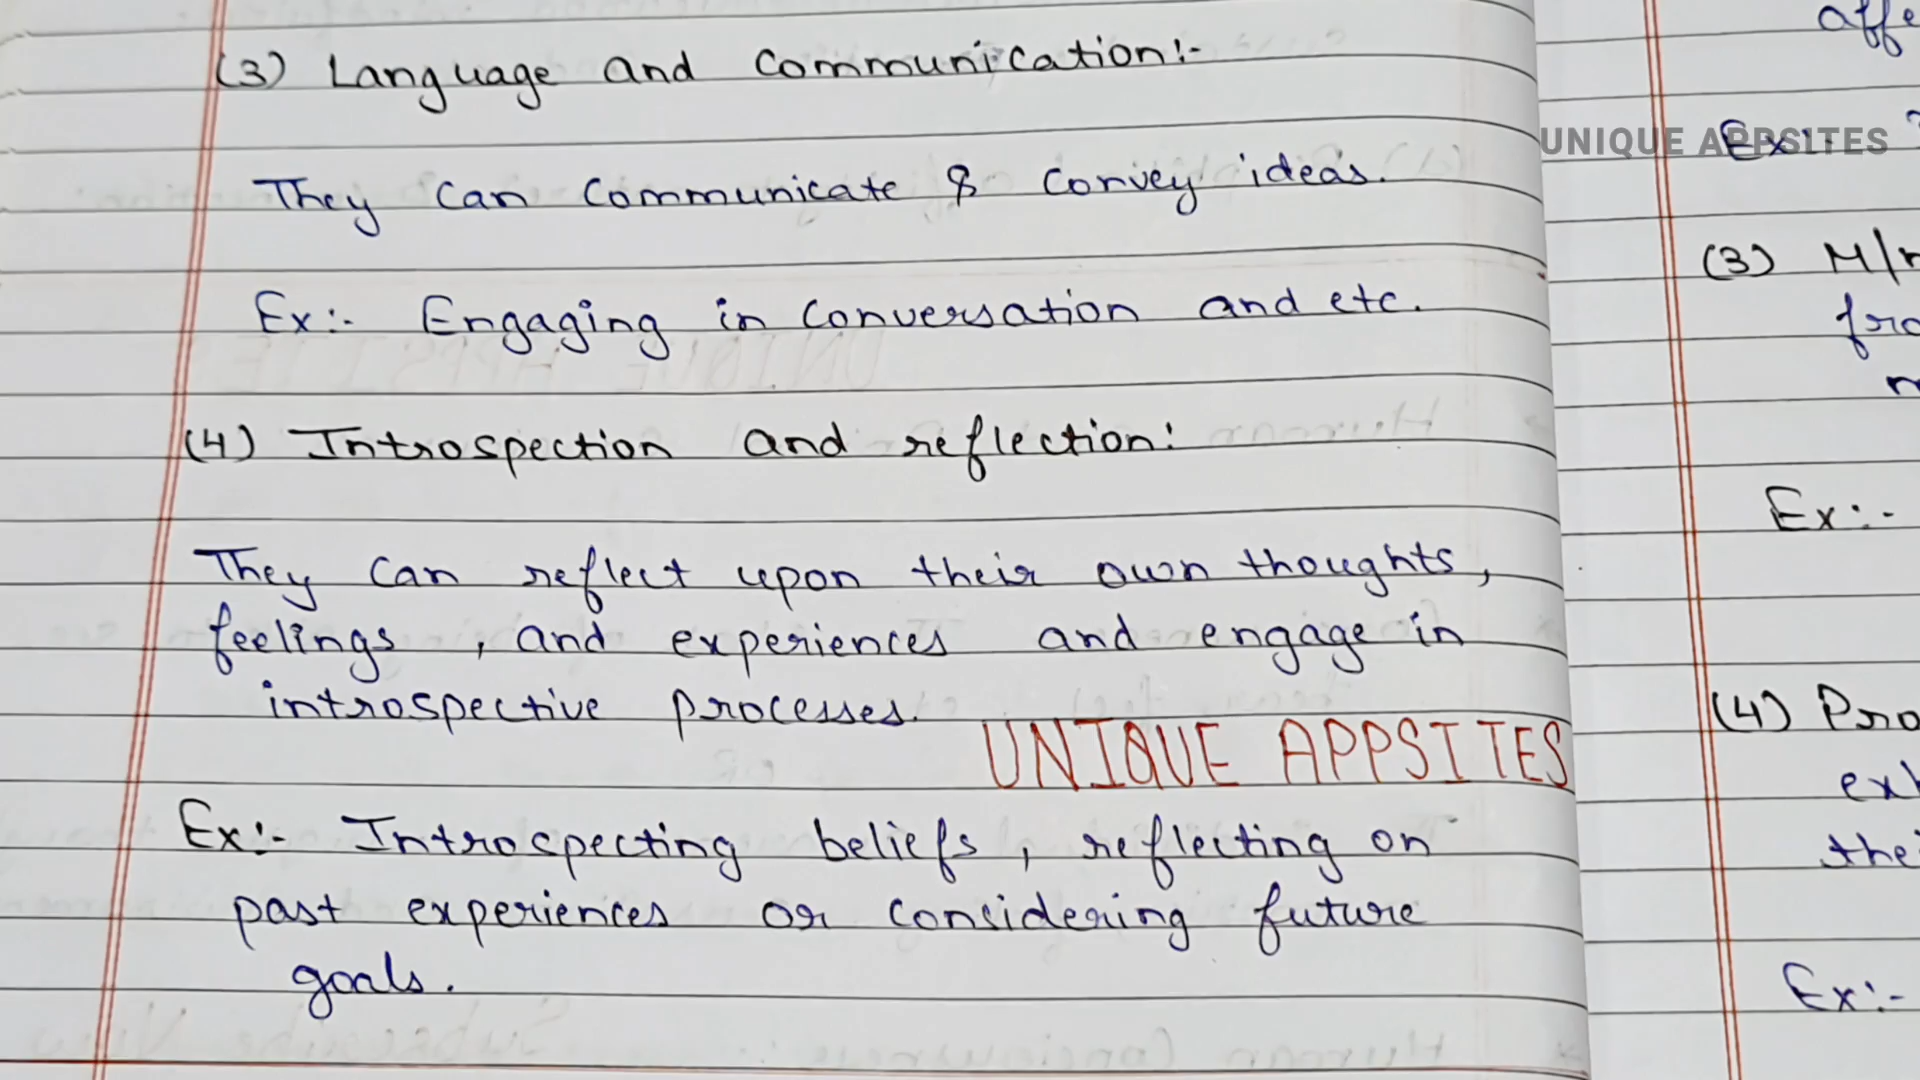 (3) Language and Communication:-
They can communicate & convey ideas.
Ex:- Engaging in conversation and etc.
(4) Introspection and reflection:
They can reflect upon their own thoughts,
feelings, and experiences and engage in
introspective processes.
UNIQUE APPSITES
Ex:- Introspecting beliefs, reflecting on
past experiences or considering future
goals.
UNIQUE APPSITES
Ex:-
(3)
Ex:-
(4)
Ex:-